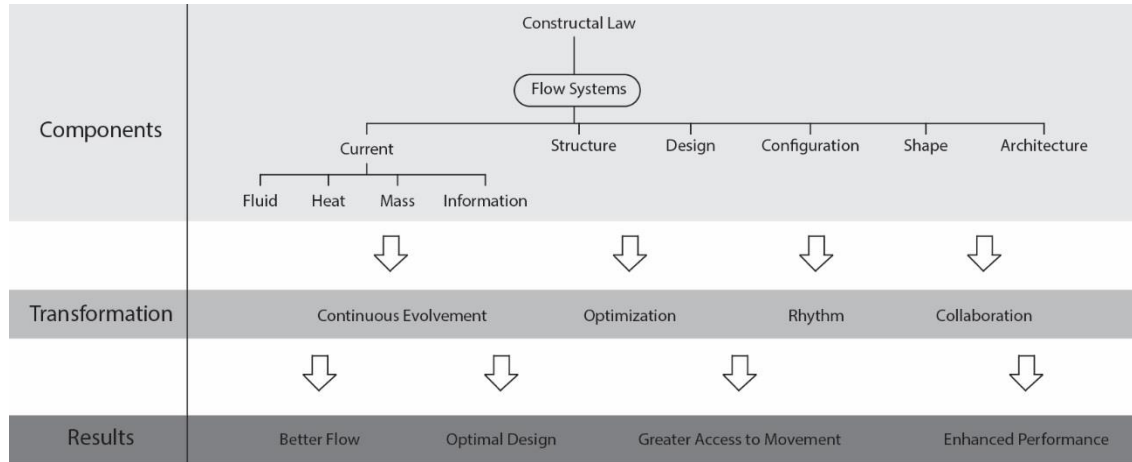 Constructal Law
Flow Systems
Components
Current
Structure
Design
Configuration
Shape
Architecture
Fluid
Heat
Mass
Information
Transformation
Continuous Evolvement
Optimization
Rhythm
Collaboration
Results
Better Flow
Optimal Design
Greater Access to Movement
Enhanced Performance